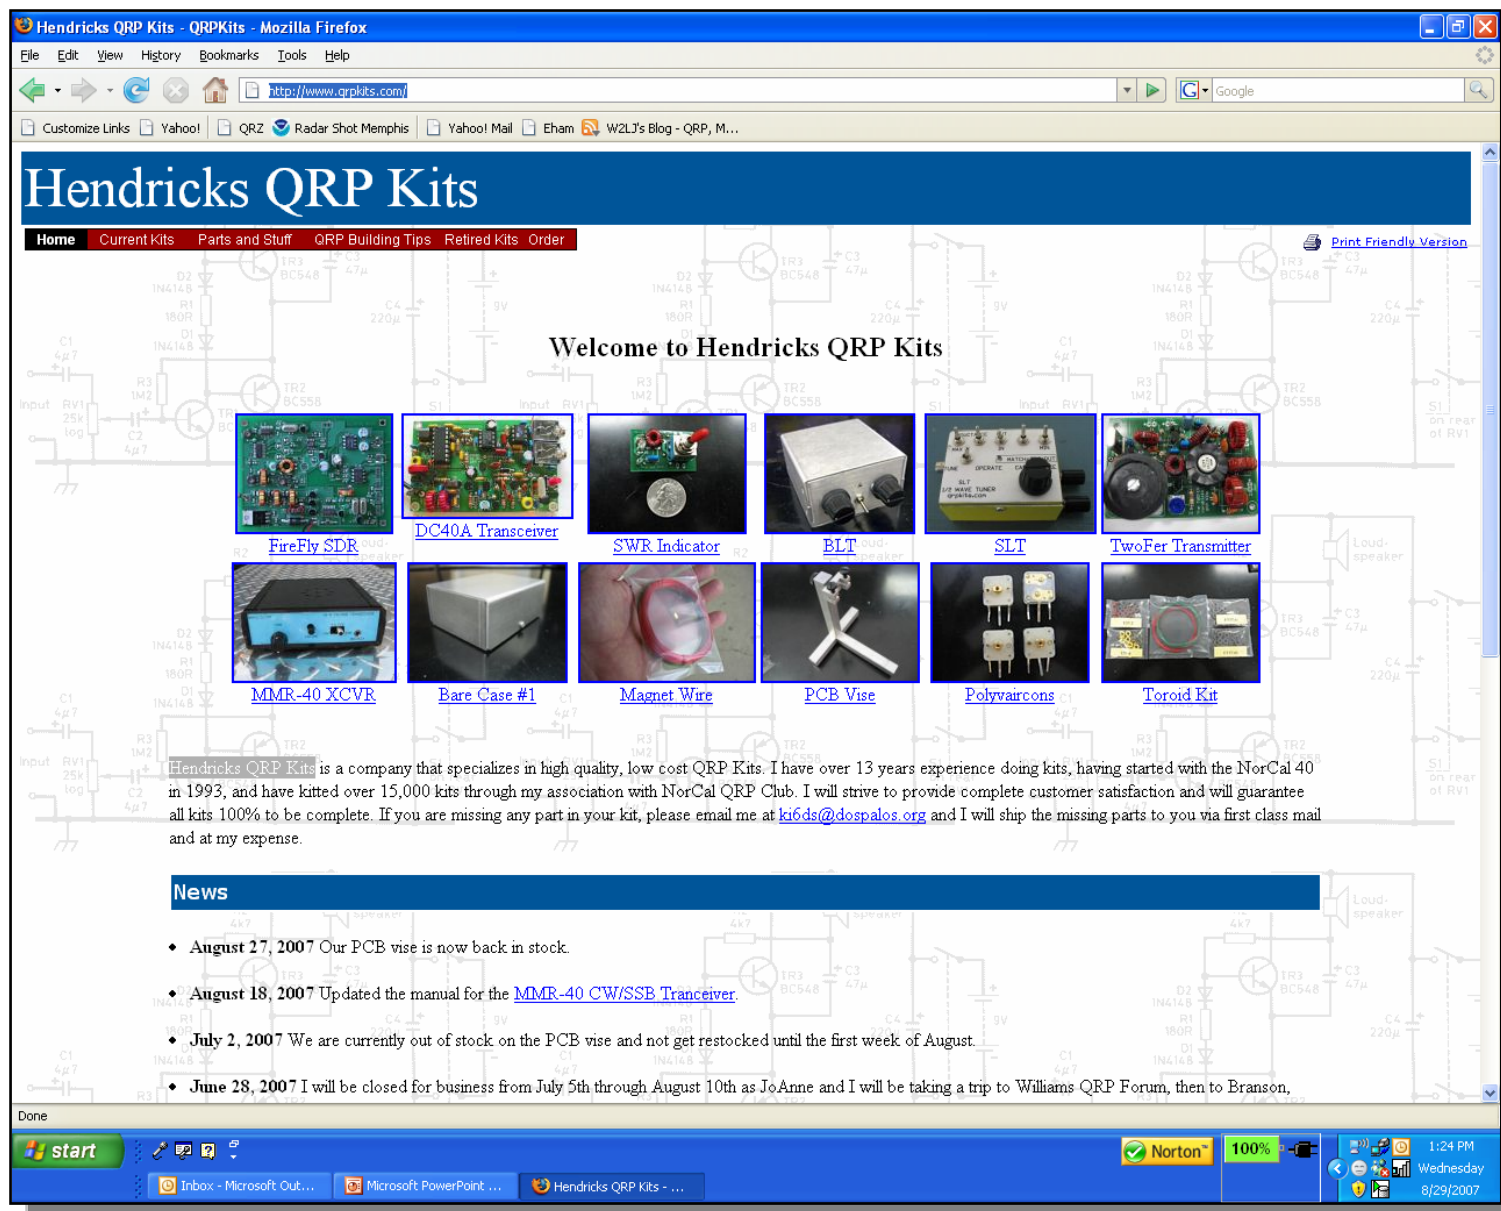 Hendricks QRP Kits - QRPKits - Mozilla Firefox
File Edit View History Bookmarks Tools Help
http://www.qrpkits.com/
Google
Customize Links Yahoo! QRZ Radar Shot Memphis Yahoo! Mail Eham W2LJ's Blog - QRP, M...
Hendricks QRP Kits
Home Current Kits Parts and Stuff QRP Building Tips Retired Kits Order
Print Friendly Version
Welcome to Hendricks QRP Kits
FireFly SDR DC40A Transceiver SWR Indicator BLT SLT TwoFer Transmitter
MMR-40 XCVR Bare Case #1 Magnet Wire PCB Vise Polyvaircons Toroid Kit
Hendricks QRP Kits is a company that specializes in high quality, low cost QRP Kits. I have over 13 years experience doing kits, having started with the NorCal 40
in 1993, and have kitted over 15,000 kits through my association with NorCal QRP Club. I will strive to provide complete customer satisfaction and will guarantee
all kits 100% to be complete. If you are missing any part in your kit, please email me at ki6ds@dospalos.org and I will ship the missing parts to you via first class mail
and at my expense.
News
• August 27, 2007 Our PCB vise is now back in stock.
• August 18, 2007 Updated the manual for the MMR-40 CW/SSB Tranceiver.
• July 2, 2007 We are currently out of stock on the PCB vise and not get restocked until the first week of August.
• June 28, 2007 I will be closed for business from July 5th through August 10th as JoAnne and I will be taking a trip to Williams QRP Forum, then to Branson,
Done
start
Norton
100%
1:24 PM
Wednesday
8/29/2007
Inbox - Microsoft Out... Microsoft PowerPoint ... Hendricks QRP Kits - ...